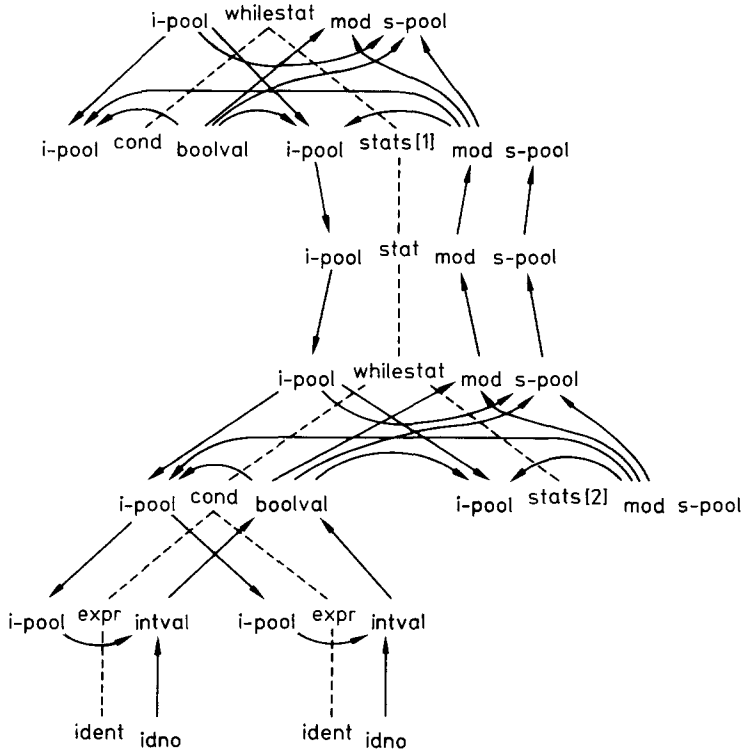 i-pool whilestat mod s-pool
i-pool cond boolval i-pool stats[1] mod s-pool
i-pool stat mod s-pool
i-pool whilestat mod s-pool
i-pool cond boolval i-pool stats[2] mod s-pool
i-pool expr intval i-pool expr intval
ident idno ident idno